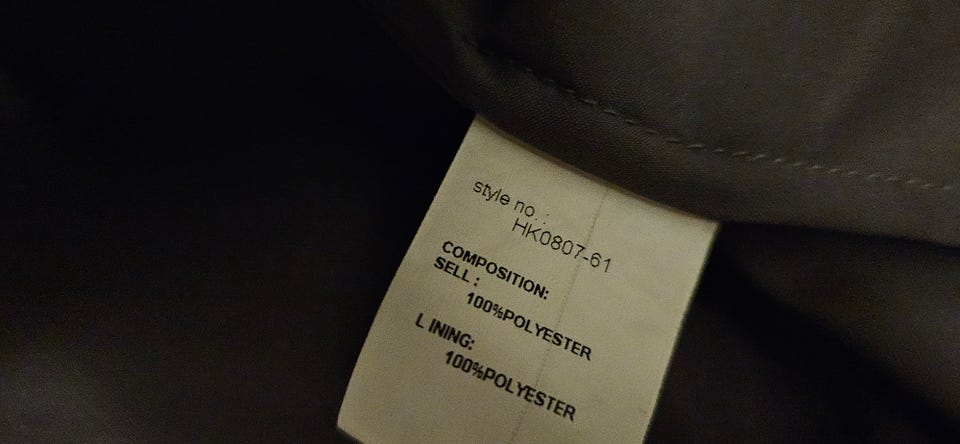 style no. :
HK0807-61
COMPOSITION:
SELL :
100%POLYESTER
L INING:
100%POLYESTER